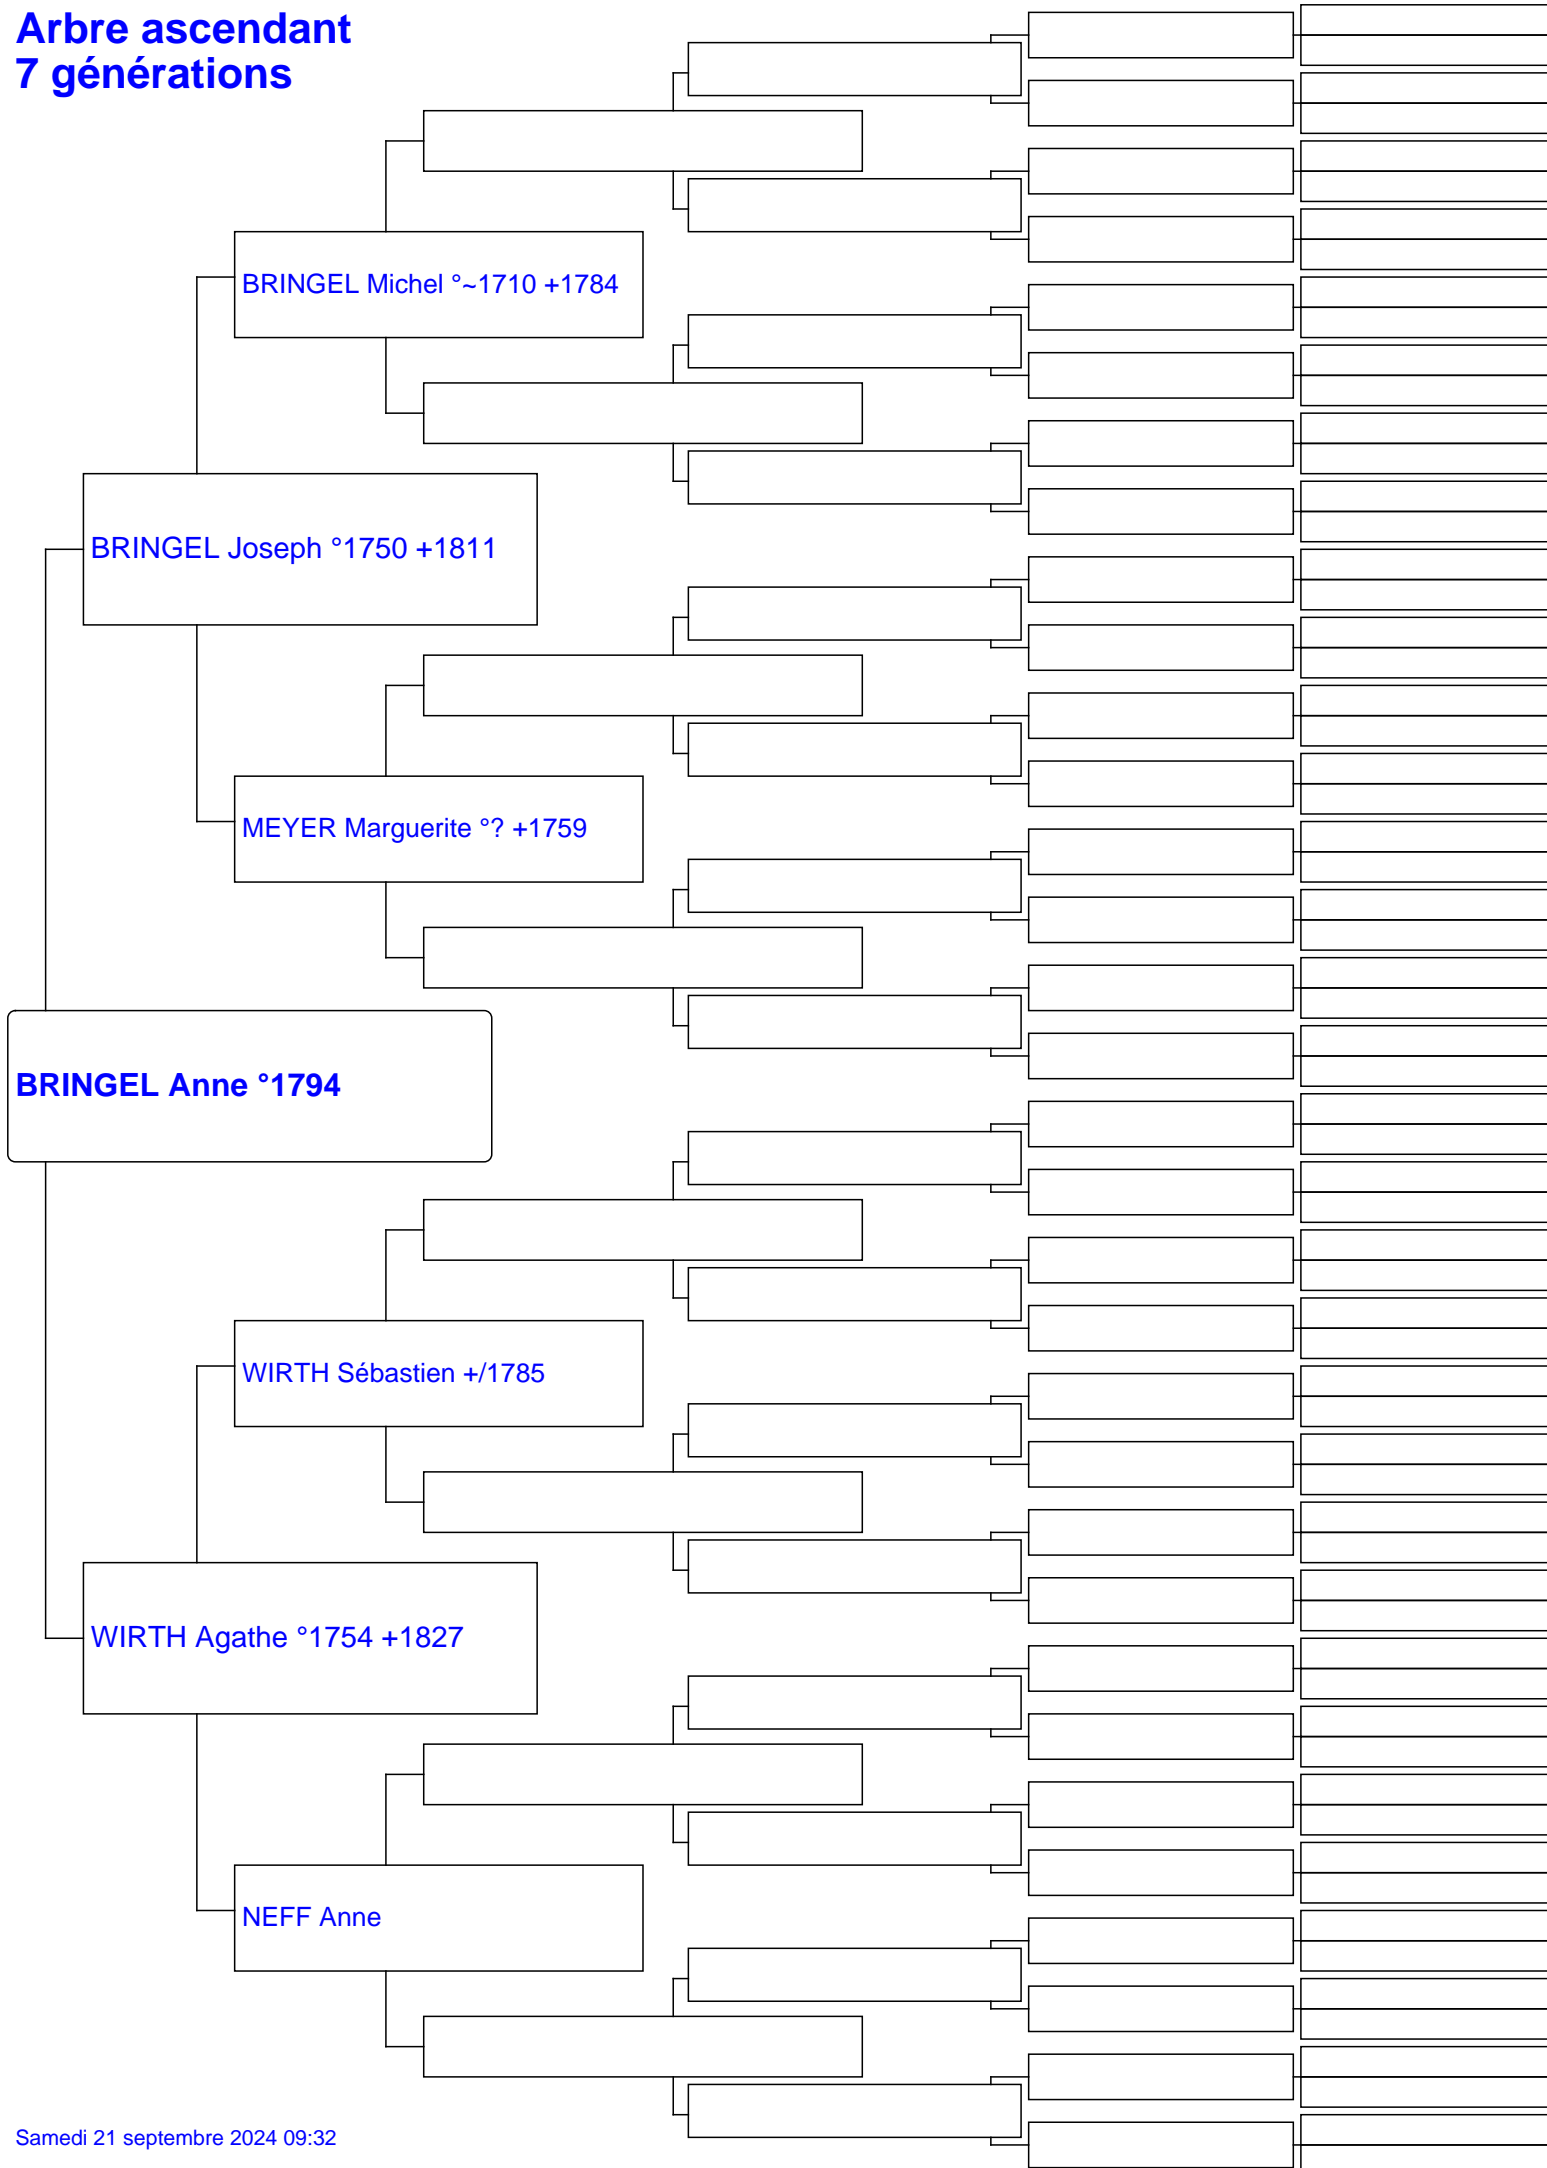 Arbre ascendant
7 générations
BRINGEL Michel °~1710 +1784
BRINGEL Joseph °1750 +1811
MEYER Marguerite °? +1759
BRINGEL Anne °1794
WIRTH Sébastien +/1785
WIRTH Agathe °1754 +1827
NEFF Anne
Samedi 21 septembre 2024 09:32